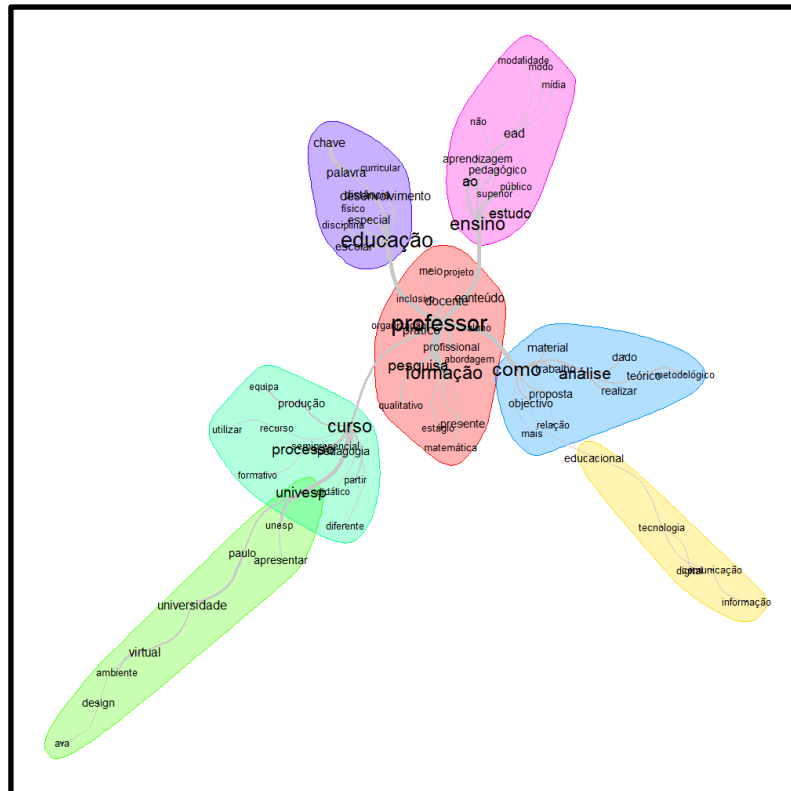 modalidade
modo
mídia
não
ead
aprendizagem
pedagógico
ao
público
superior
estudo
ensino
chave
curricular
palavra
distância
desenvolvimento
físico
especial
disciplina
escolar
educação
meio
projeto
inclusivo
conteúdo
docente
professor
prático
aluno
profissional
abordagem
pesquisa
formação
qualitativo
presente
estágio
matemática
como
material
trabalho
análise
dado
teórico
metodológico
realizar
proposta
objectivo
relação
mais
equipa
produção
utilizar
recurso
curso
semipresencial
processo
pedagogia
formativo
partir
univesp
didático
diferente
unesp
paulo
apresentar
universidade
virtual
ambiente
design
ava
educacional
tecnologia
digital
comunicação
informação